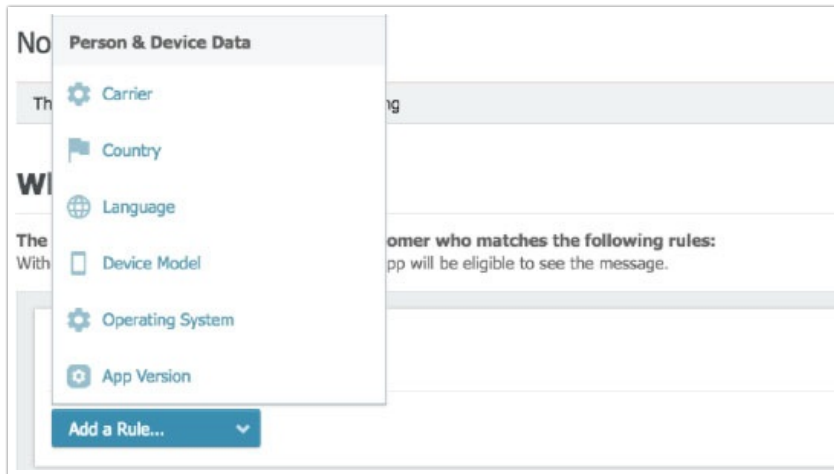 No
Person & Device Data
Th
ng
Carrier
Country
Language
The
omer who matches the following rules:
With
pp will be eligible to see the message.
Device Model
Operating System
App Version
Add a Rule...